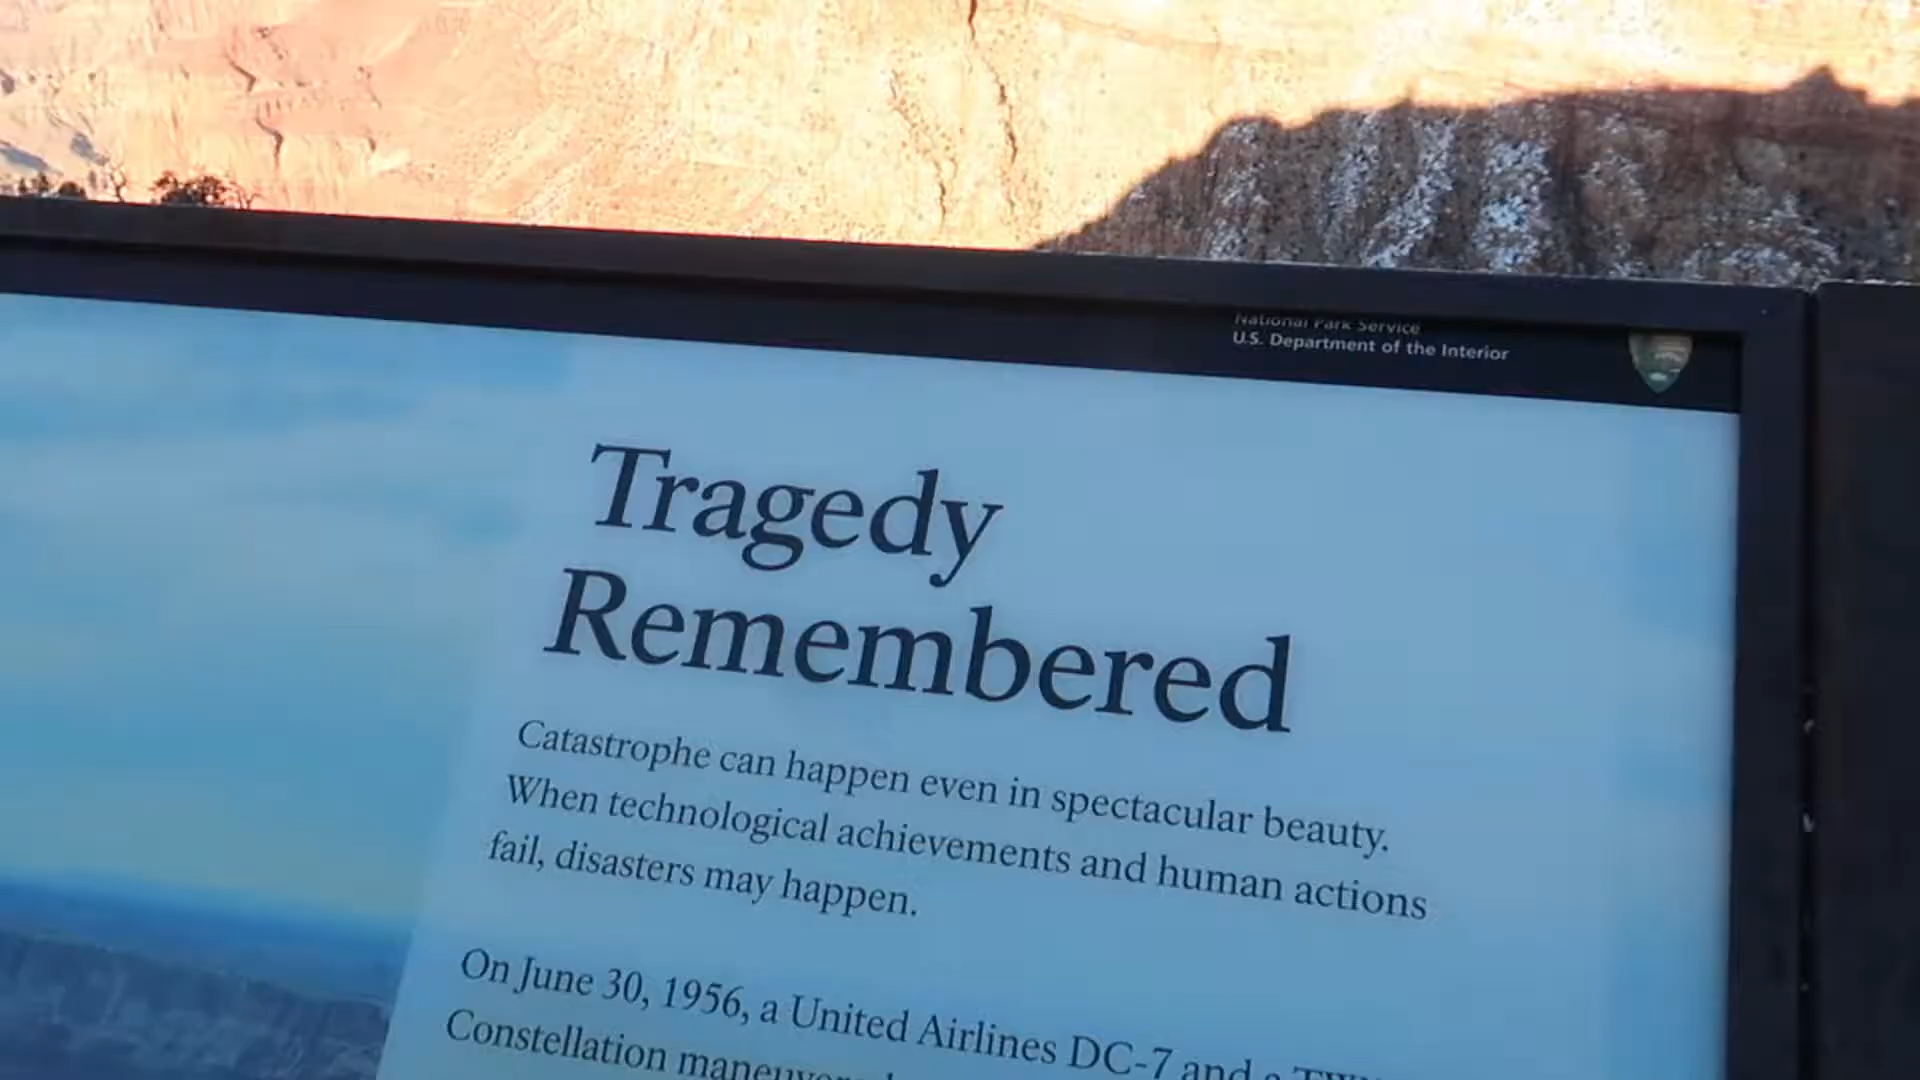 National Park Service
U.S. Department of the Interior
Tragedy
Remembered
Catastrophe can happen even in spectacular beauty.
When technological achievements and human actions
fail, disasters may happen.
On June 30, 1956, a United Airlines DC-7 and a TWA
Constellation